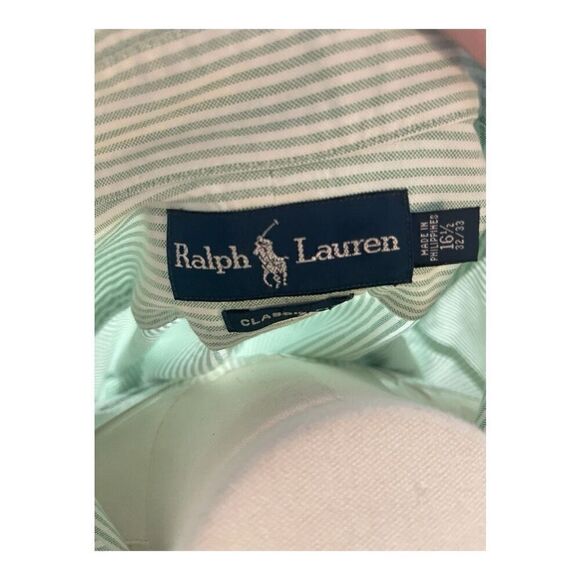 Ralph Lauren
MADE IN
PHILIPPINES
16½
32/33